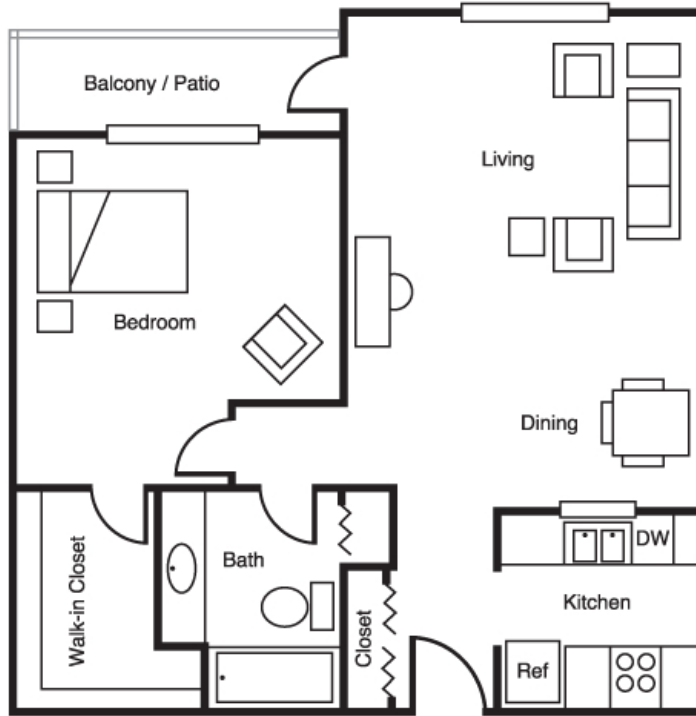 Balcony / Patio
Living
Bedroom
Dining
DW
Bath
Kitchen
Walk-in Closet
Closet
Ref